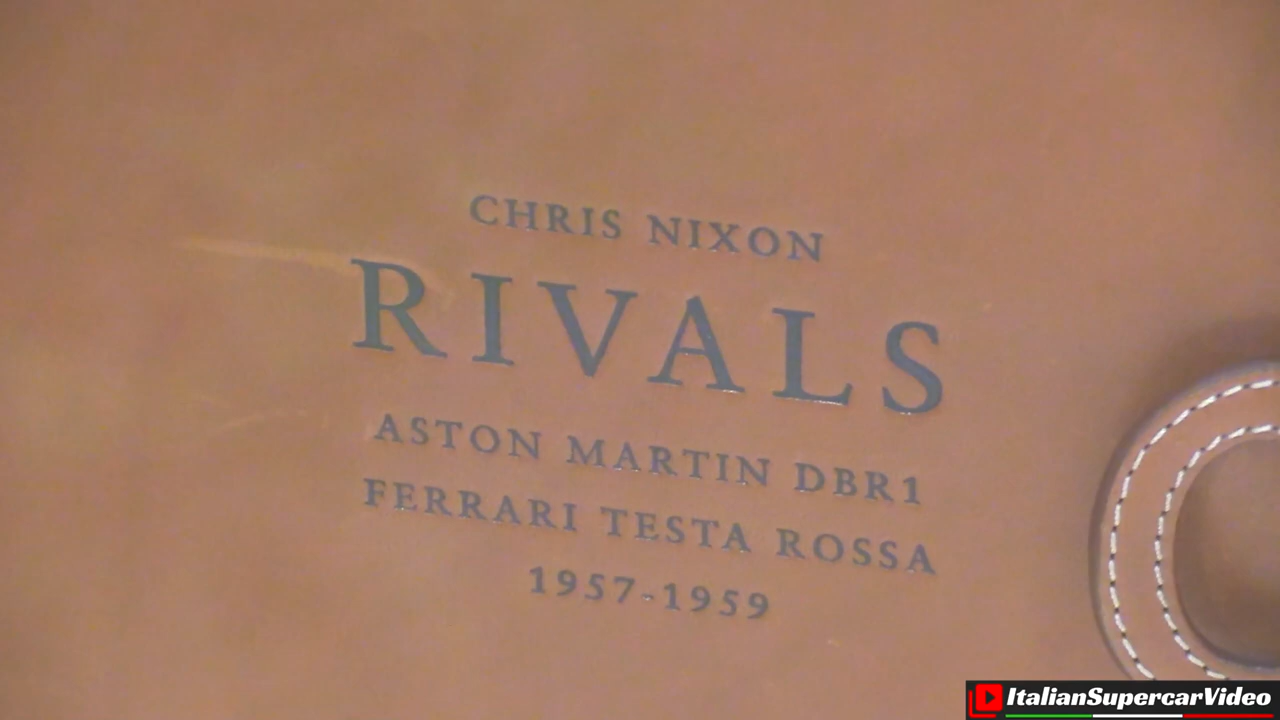 CHRIS NIXON
RIVALS
ASTON MARTIN DBR1
FERRARI TESTA ROSSA
1957-1959
ItalianSupercarVideo